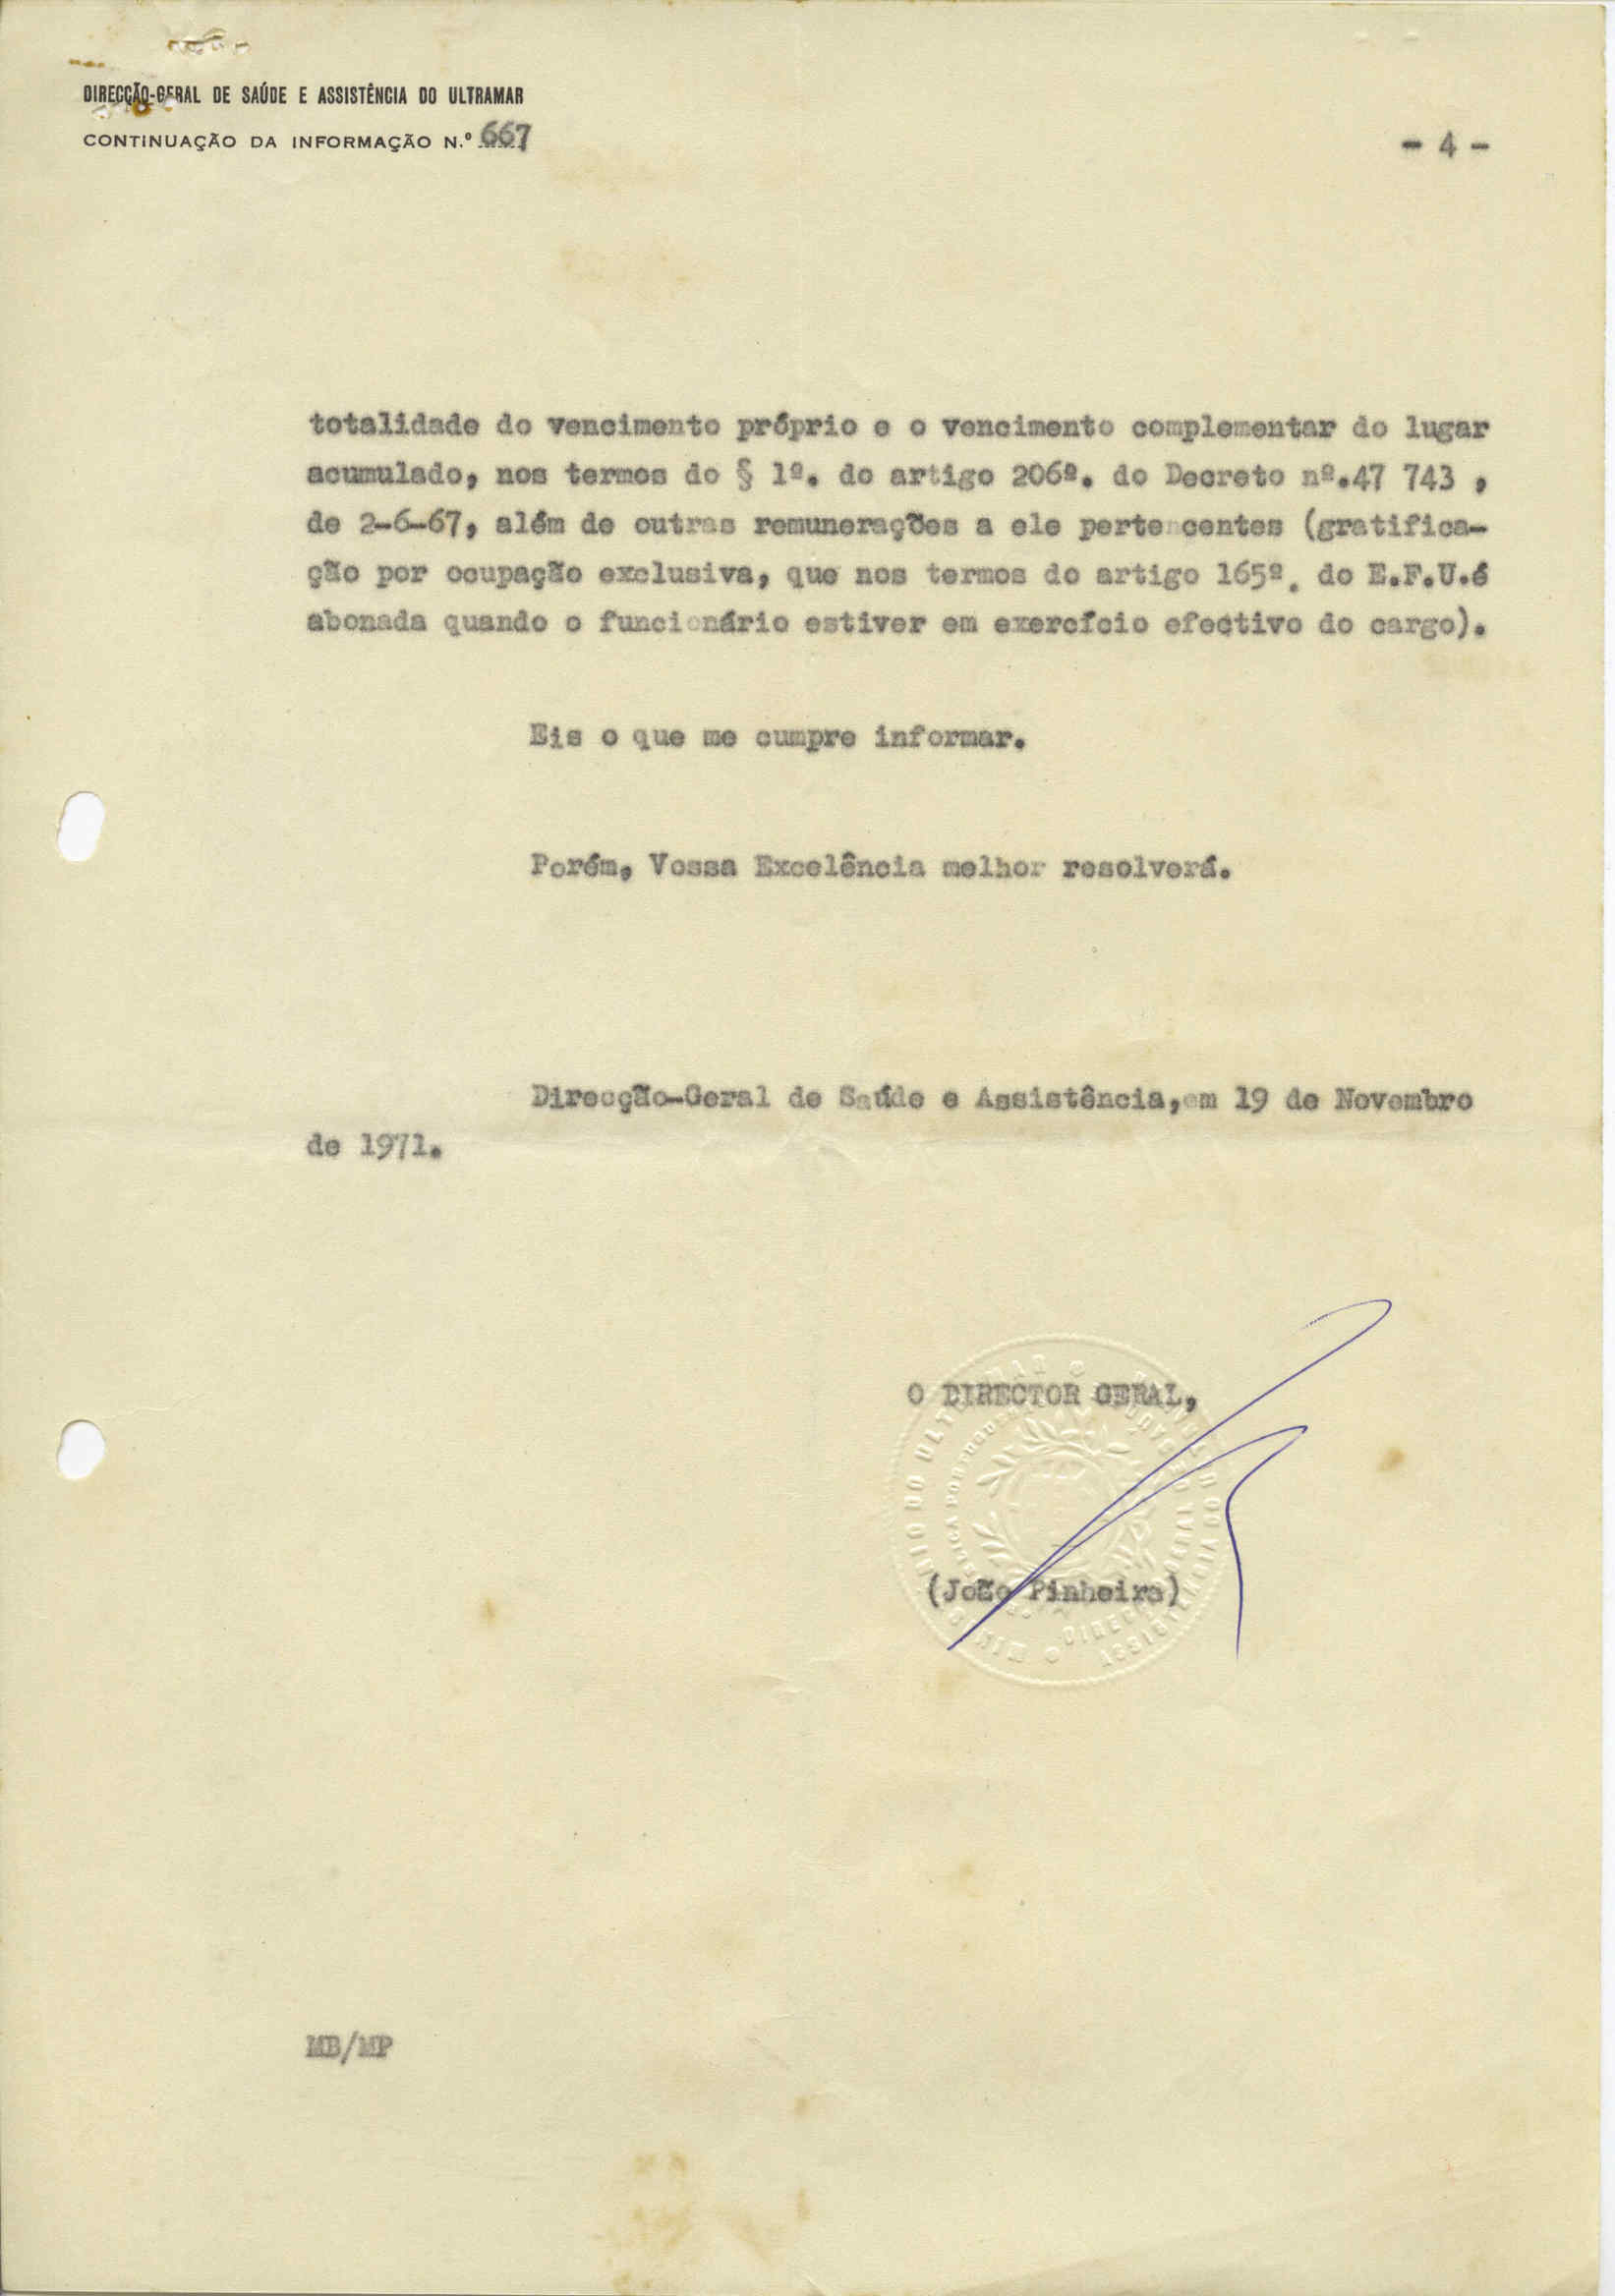 DIRECÇÃO-GERAL DE SAÚDE E ASSISTÊNCIA DO ULTRAMAR
CONTINUAÇÃO DA INFORMAÇÃO N.º 667
- 4 -
totalidade do vencimento próprio e o vencimento complementar do lugar
acumulado, nos termos do § 1º. do artigo 206º. do Decreto nº.47 743 ,
de 2-6-67, além de outras remunerações a ele pertencentes (gratifica-
ção por ocupação exclusiva, que nos termos do artigo 165º. do E.F.U.é
abonada quando o funcionário estiver em exercício efectivo do cargo).
Eis o que me cumpre informar.
Porém, Vossa Excelência melhor resolverá.
Direcção-Geral de Saúde e Assistência,em 19 de Novembro
de 1971.
O DIRECTOR GERAL,
(João Pinheiro)
MB/MP